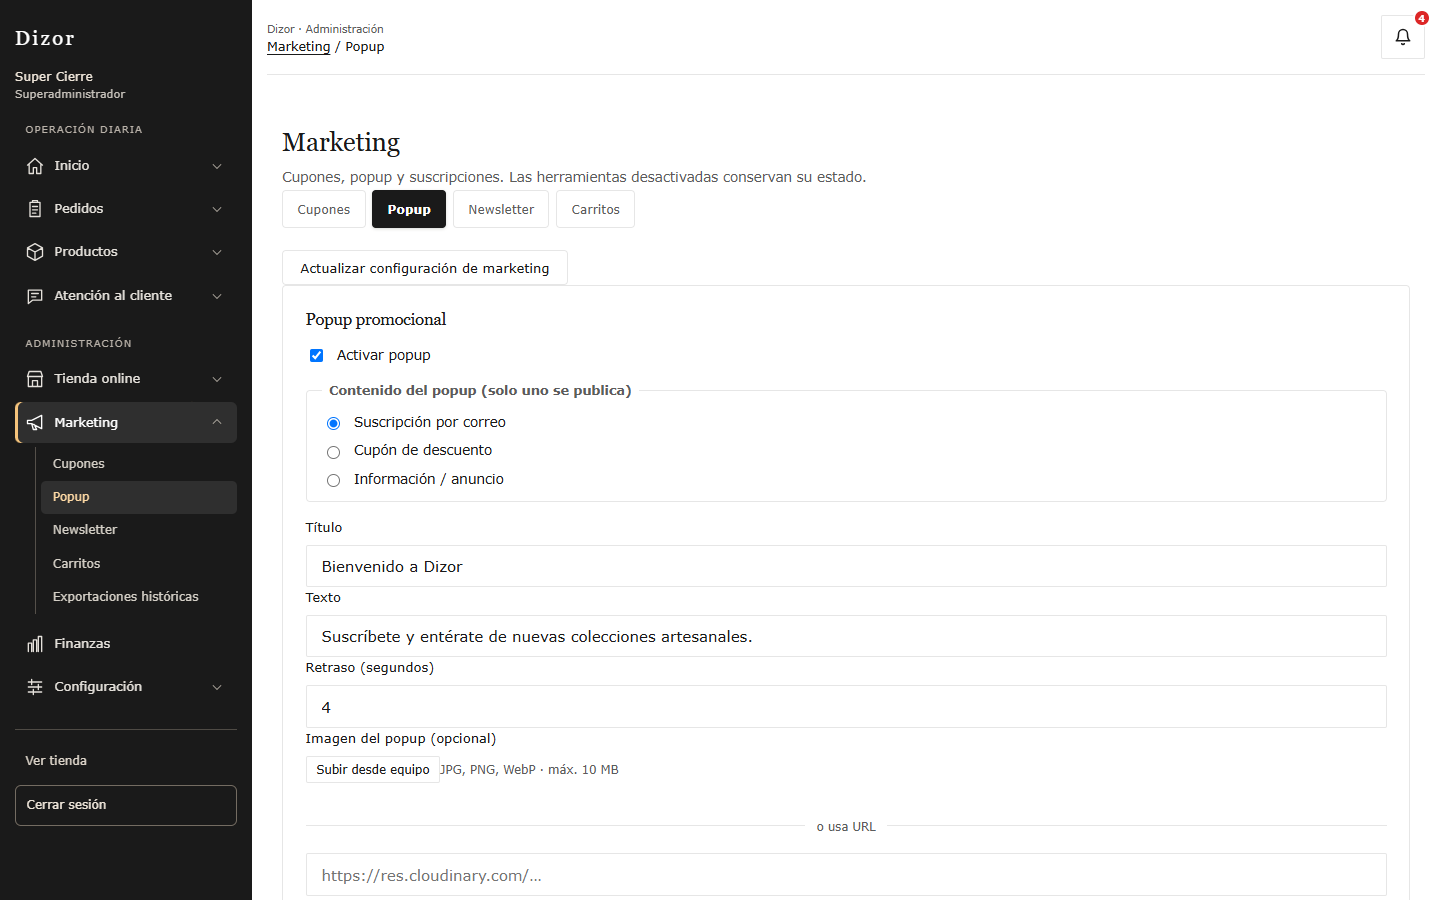 Dizor
Super Cierre
Superadministrador
OPERACIÓN DIARIA
Inicio
Pedidos
Productos
Atención al cliente
ADMINISTRACIÓN
Tienda online
Marketing
Cupones
Popup
Newsletter
Carritos
Exportaciones históricas
Finanzas
Configuración
Ver tienda
Cerrar sesión
Dizor · Administración
Marketing / Popup
4
Marketing
Cupones, popup y suscripciones. Las herramientas desactivadas conservan su estado.
Cupones Popup Newsletter Carritos
Actualizar configuración de marketing
Popup promocional
Activar popup
Contenido del popup (solo uno se publica)
Suscripción por correo
Cupón de descuento
Información / anuncio
Título
Bienvenido a Dizor
Texto
Suscríbete y entérate de nuevas colecciones artesanales.
Retraso (segundos)
4
Imagen del popup (opcional)
Subir desde equipo JPG, PNG, WebP · máx. 10 MB
o usa URL
https://res.cloudinary.com/...